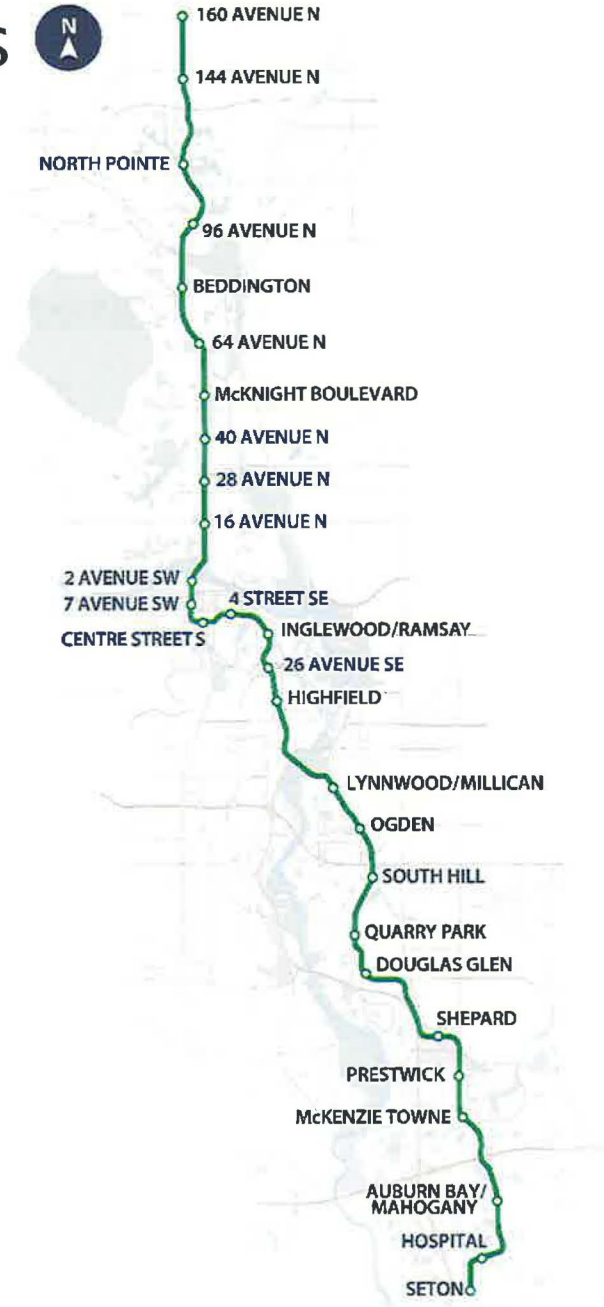 S
N
160 AVENUE N
144 AVENUE N
NORTH POINTE
96 AVENUE N
BEDDINGTON
64 AVENUE N
McKNIGHT BOULEVARD
40 AVENUE N
28 AVENUE N
16 AVENUE N
2 AVENUE SW
7 AVENUE SW
4 STREET SE
CENTRE STREET S
INGLEWOOD/RAMSAY
26 AVENUE SE
HIGHFIELD
LYNNWOOD/MILLICAN
OGDEN
SOUTH HILL
QUARRY PARK
DOUGLAS GLEN
SHEPARD
PRESTWICK
McKENZIE TOWNE
AUBURN BAY/
MAHOGANY
HOSPITAL
SETON